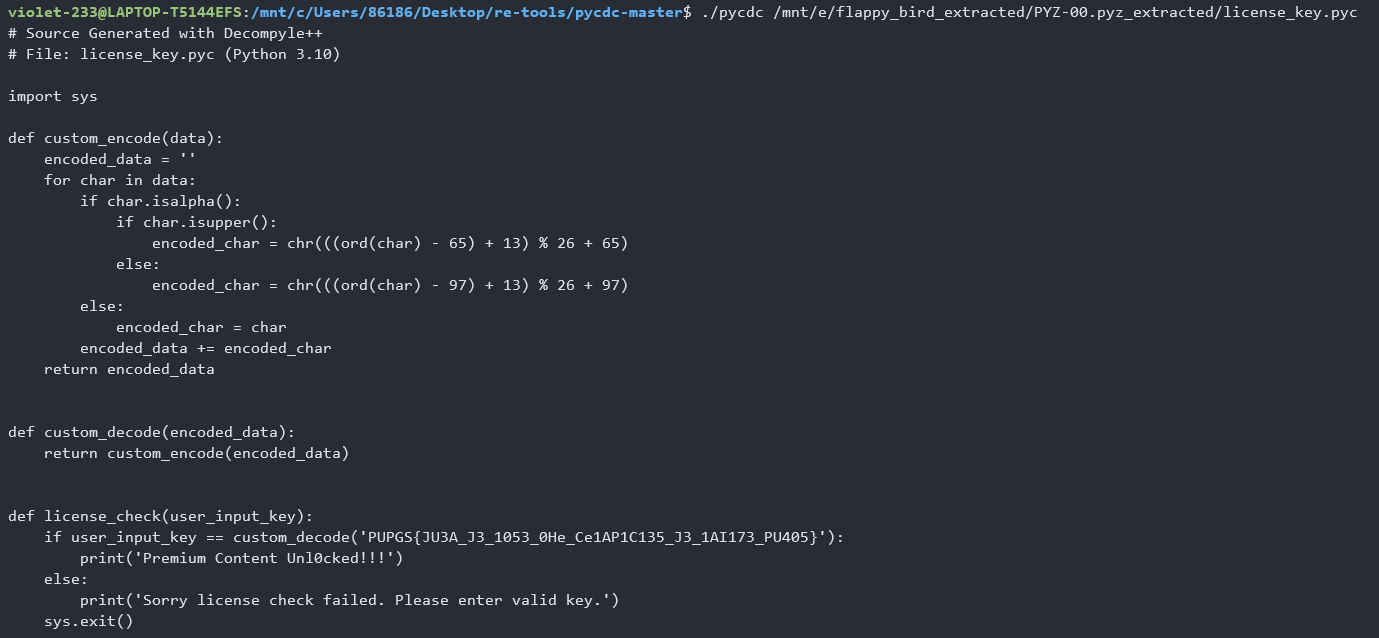 violet-233@LAPTOP-T5144EFS:/mnt/c/Users/86186/Desktop/re-tools/pycdc-master$ ./pycdc /mnt/e/flappy_bird_extracted/PYZ-00.pyz_extracted/license_key.pyc
# Source Generated with Decompyle++
# File: license_key.pyc (Python 3.10)

import sys

def custom_encode(data):
    encoded_data = ''
    for char in data:
        if char.isalpha():
            if char.isupper():
                encoded_char = chr(((ord(char) - 65) + 13) % 26 + 65)
            else:
                encoded_char = chr(((ord(char) - 97) + 13) % 26 + 97)
        else:
            encoded_char = char
        encoded_data += encoded_char
    return encoded_data


def custom_decode(encoded_data):
    return custom_encode(encoded_data)


def license_check(user_input_key):
    if user_input_key == custom_decode('PUPGS{JU3A_J3_1053_0He_Ce1AP1C135_J3_1AI173_PU405}'):
        print('Premium Content Unl0cked!!!')
    else:
        print('Sorry license check failed. Please enter valid key.')
    sys.exit()